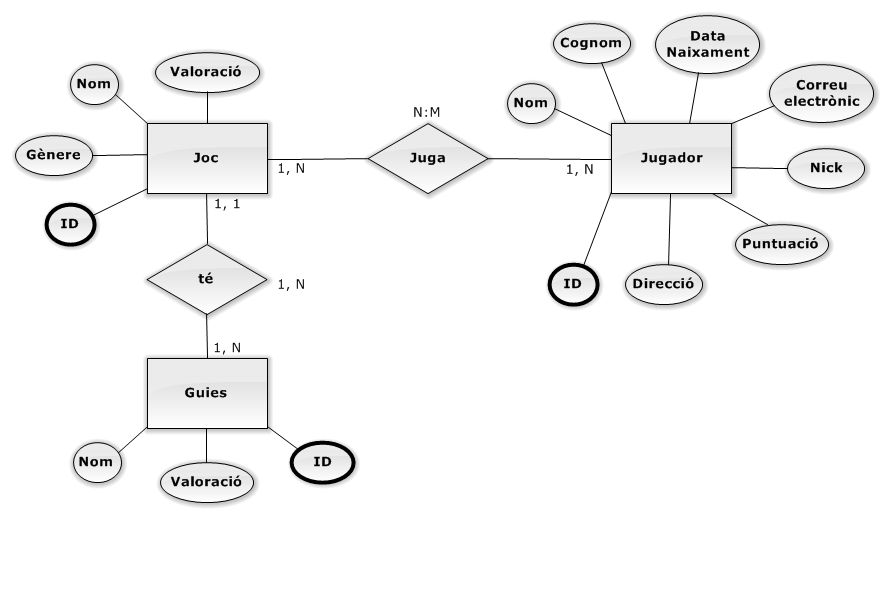 Cognom
Data
Naixament
Nom
Valoració
Correu
electrònic
Nom
N:M
Gènere
Joc
Juga
Jugador
1, N
1, N
Nick
ID
1, 1
Puntuació
té
1, N
ID
Direcció
1, N
Guies
Nom
Valoració
ID